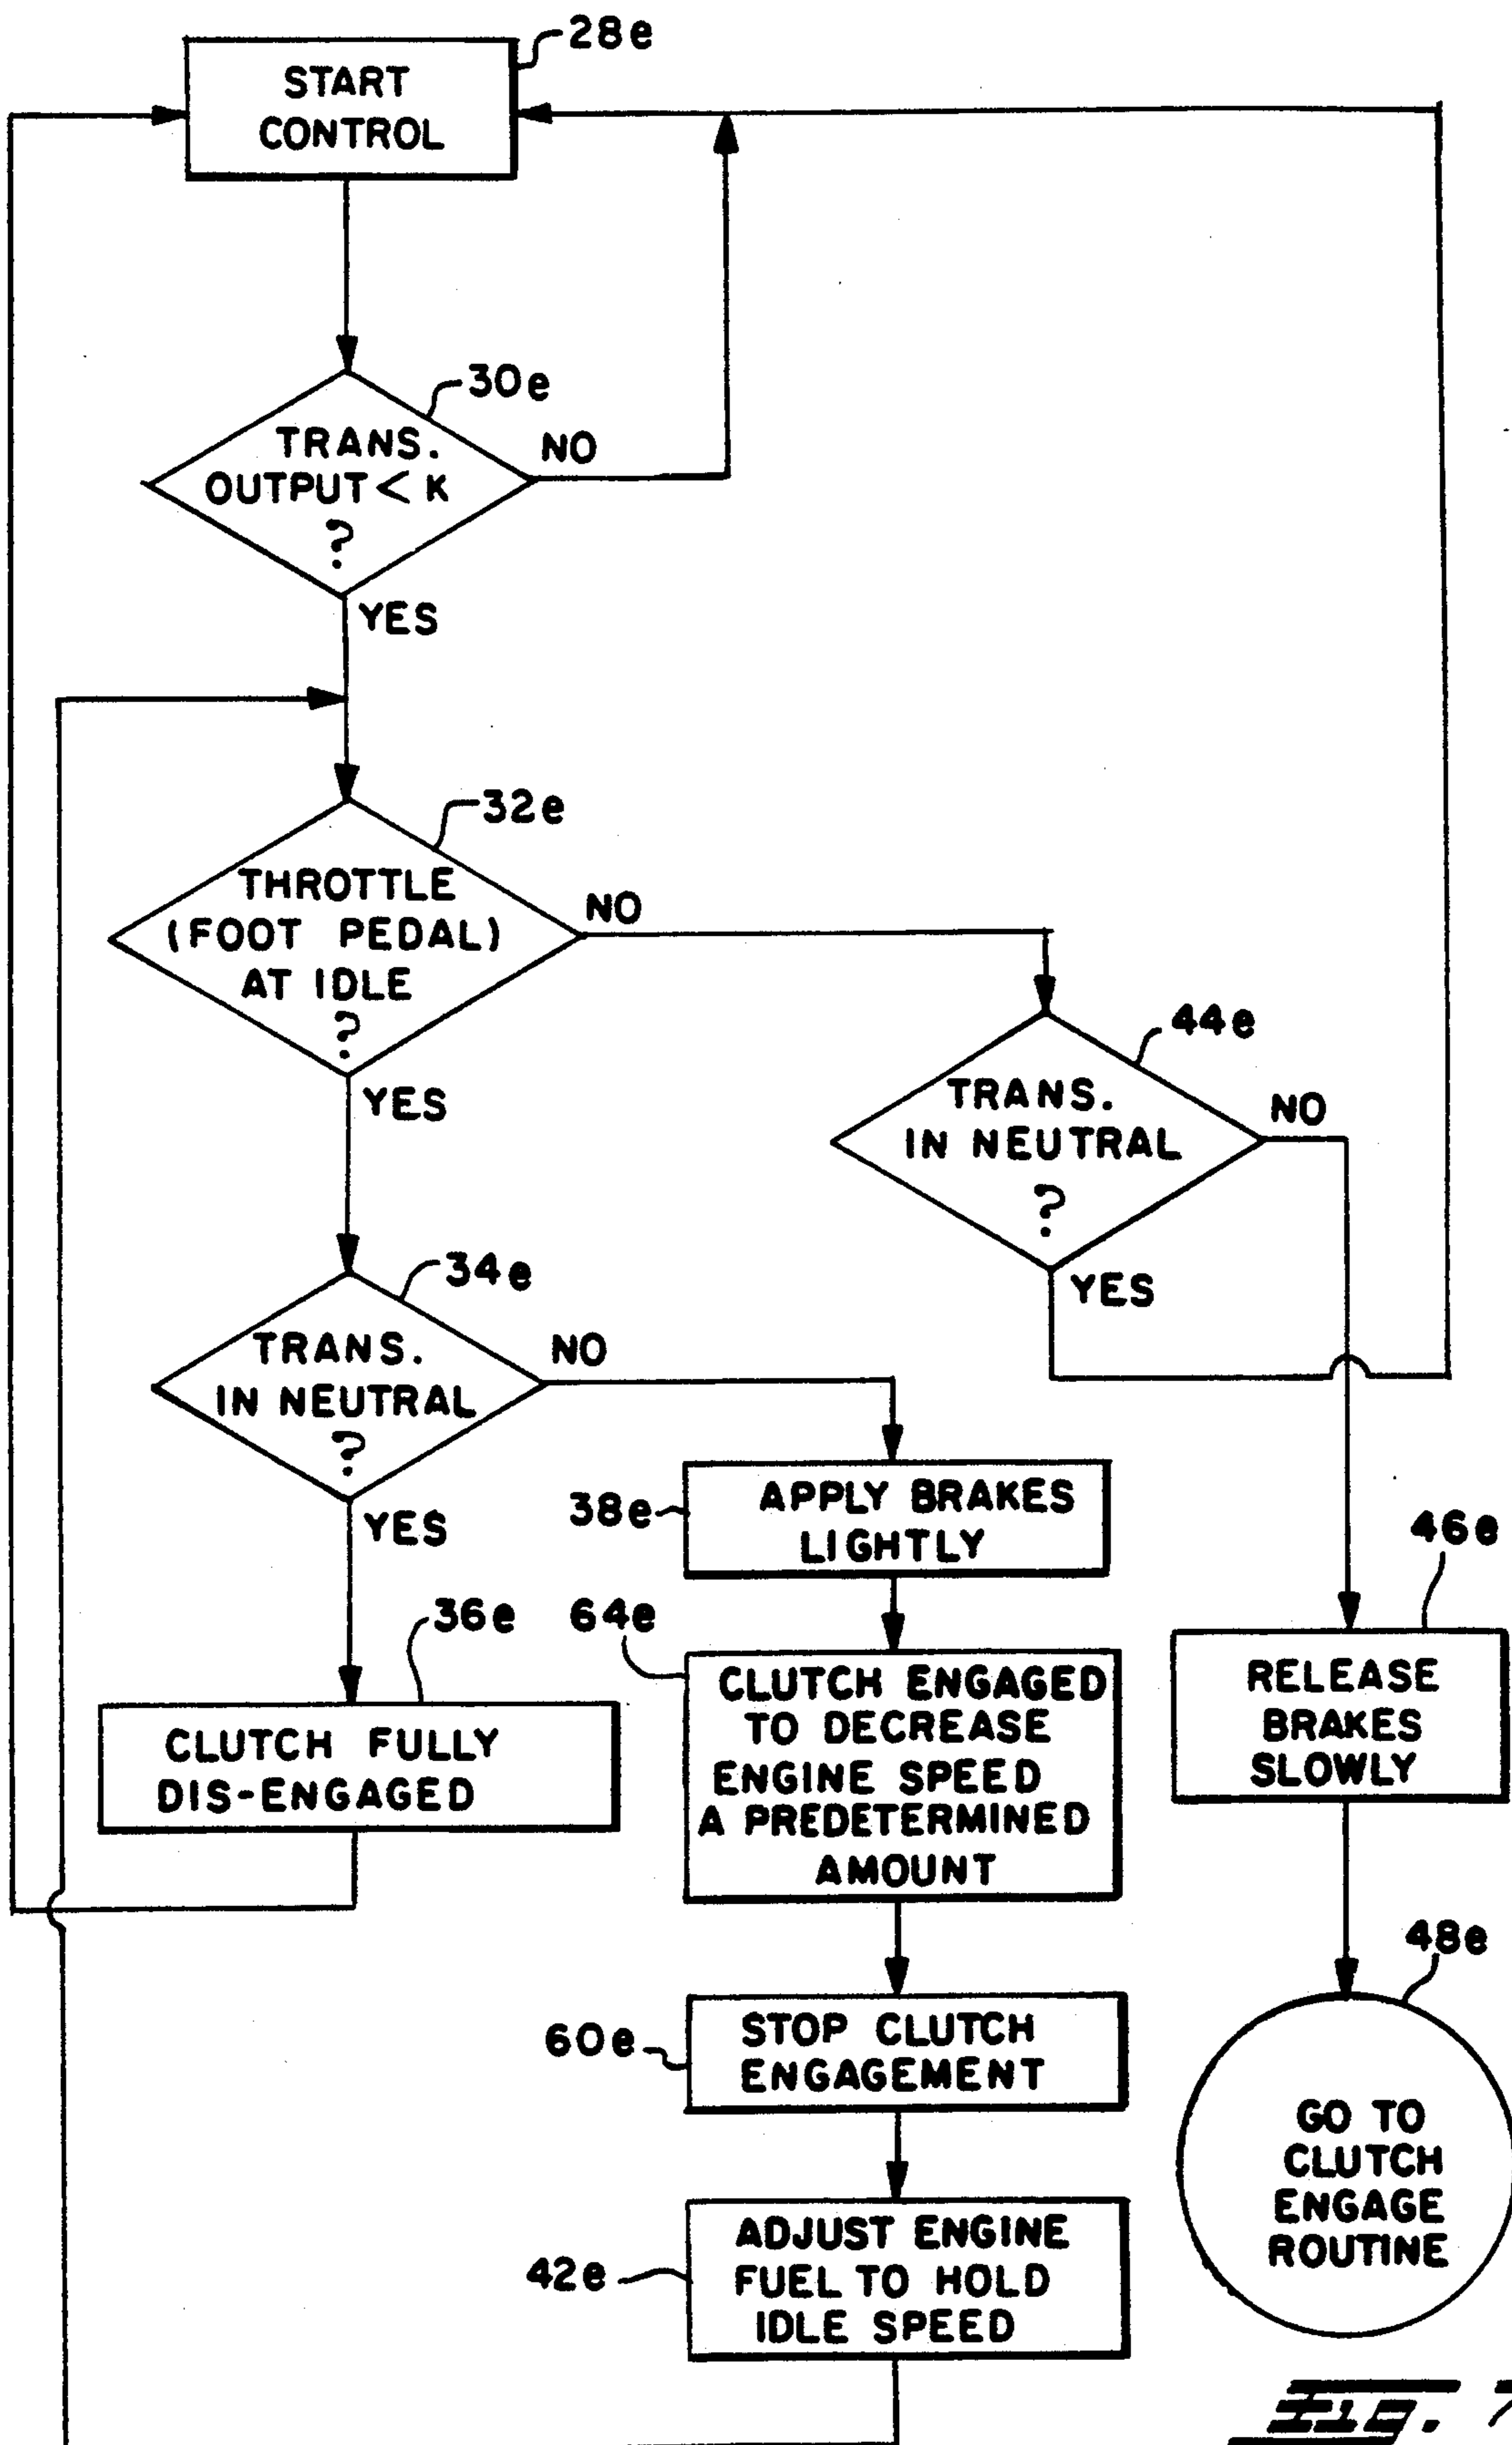 28e
START
CONTROL
30e
TRANS.
OUTPUT < K
?
NO
YES
32e
THROTTLE
(FOOT PEDAL)
AT IDLE
?
NO
YES
44e
TRANS.
IN NEUTRAL
?
NO
YES
34e
TRANS.
IN NEUTRAL
?
NO
YES
38e
APPLY BRAKES
LIGHTLY
46e
RELEASE
BRAKES
SLOWLY
36e
CLUTCH FULLY
DIS-ENGAGED
64e
CLUTCH ENGAGED
TO DECREASE
ENGINE SPEED
A PREDETERMINED
AMOUNT
48e
GO TO
CLUTCH
ENGAGE
ROUTINE
60e
STOP CLUTCH
ENGAGEMENT
42e
ADJUST ENGINE
FUEL TO HOLD
IDLE SPEED
Fig. 7